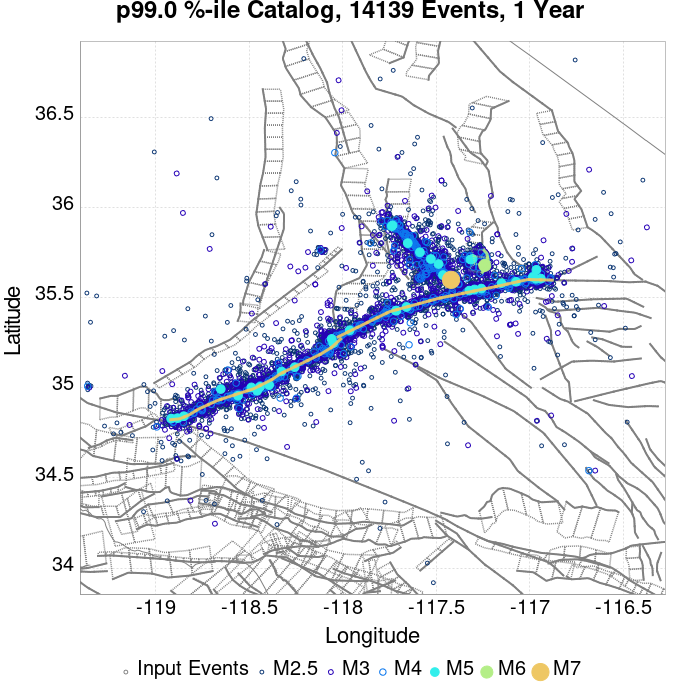 p99.0 %-ile Catalog, 14139 Events, 1 Year
36.5
36
35.5
35
34.5
34
Latitude
-119 -118.5 -118 -117.5 -117 -116.5
Longitude
Input Events M2.5 M3 M4 M5 M6 M7